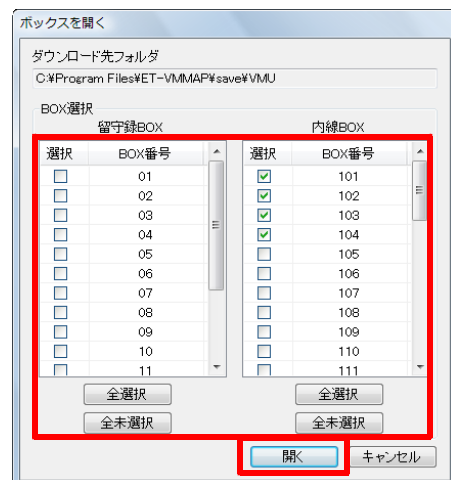 ボックスを開く
ダウンロード先フォルダ
C:¥Program Files¥ET-VMMAP¥save¥VMU
BOX選択
留守録BOX 内線BOX
選択 BOX番号 選択 BOX番号
01 101
02 102
03 103
04 104
05 105
06 106
07 107
08 108
09 109
10 110
11 111
全選択 全選択
全未選択 全未選択
開く キャンセル